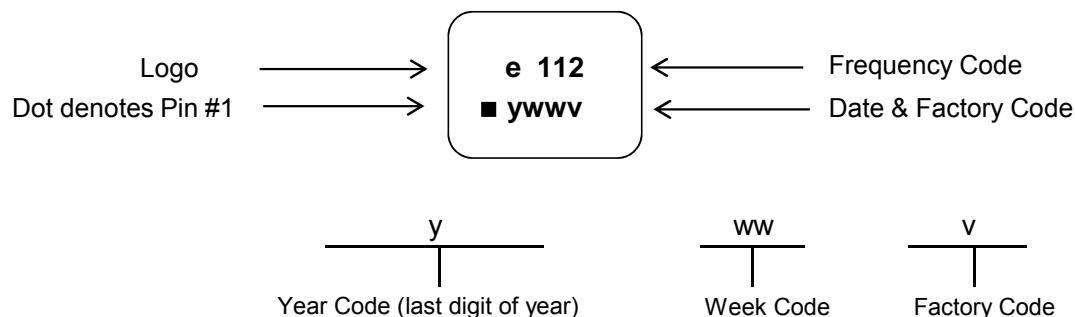 Logo e 112 Frequency Code
Dot denotes Pin #1 ■ ywwv Date & Factory Code
y ww v
Year Code (last digit of year) Week Code Factory Code